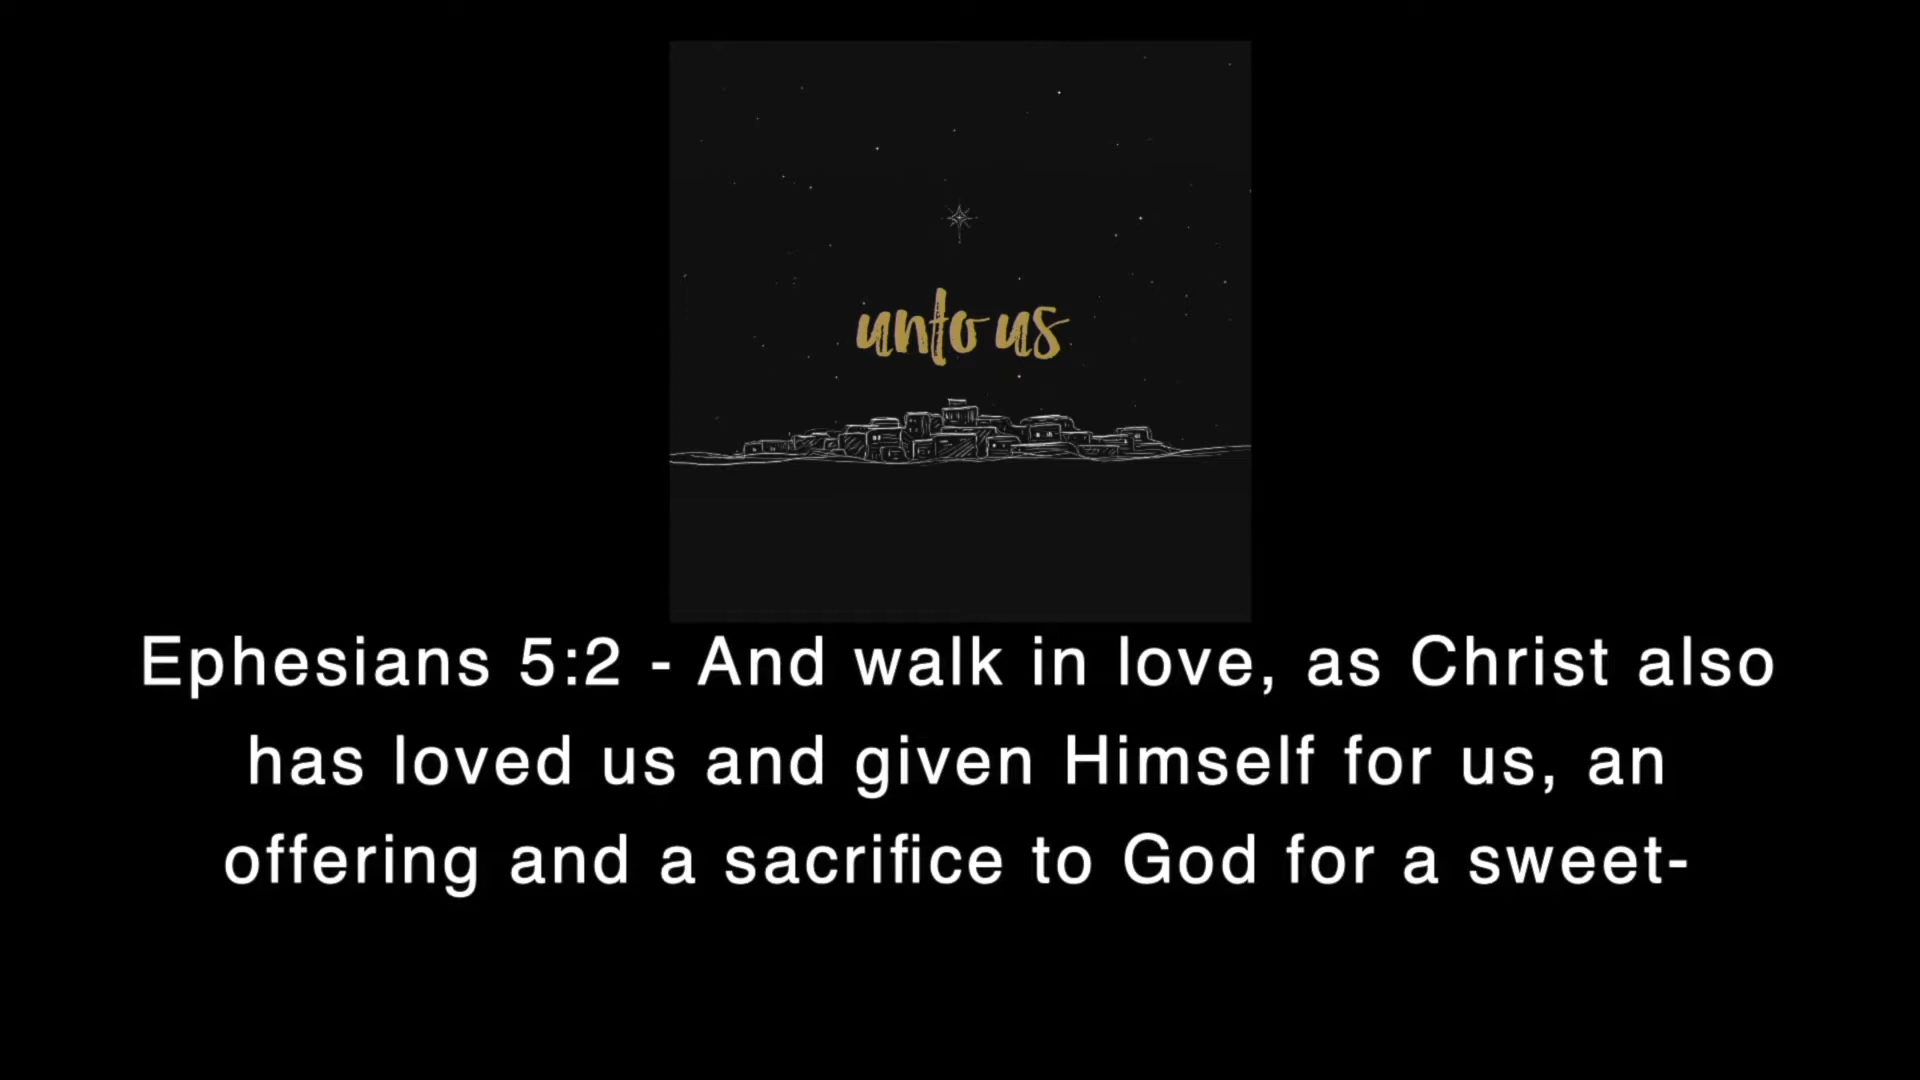 unto us
Ephesians 5:2 - And walk in love, as Christ also
has loved us and given Himself for us, an
offering and a sacrifice to God for a sweet-